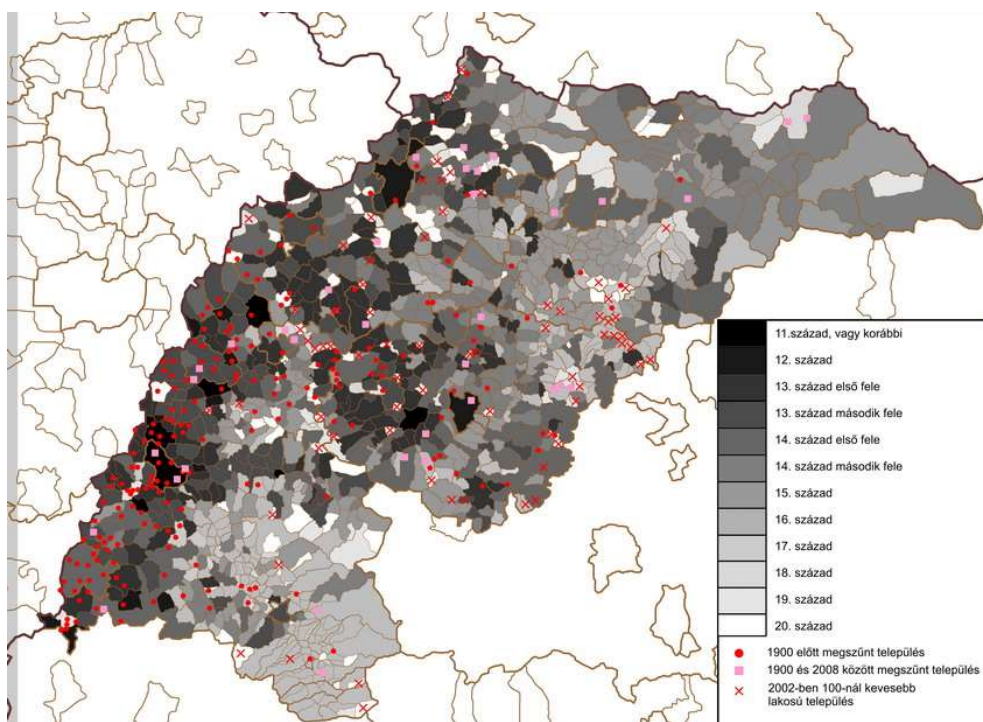 11.század, vagy korábbi
12. század
13. század első fele
13. század második fele
14. század első fele
14. század második fele
15. század
16. század
17. század
18. század
19. század
20. század
1900 előtt megszűnt település
1900 és 2008 között megszűnt település
2002-ben 100-nál kevesebb
lakosú település